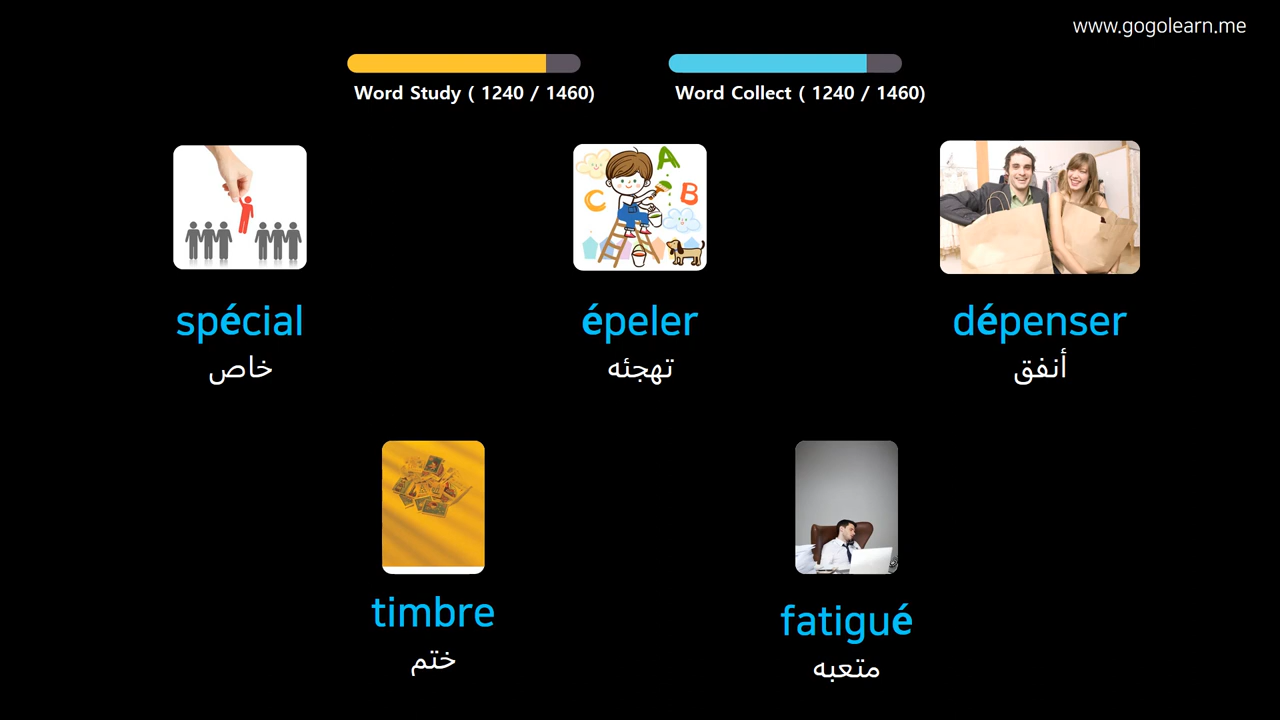 www.gogolearn.me
Word Study ( 1240 / 1460)
Word Collect ( 1240 / 1460)
A
B
C
spécial
خاص
épeler
تهجئه
dépenser
أنفق
timbre
ختم
fatigué
متعبه